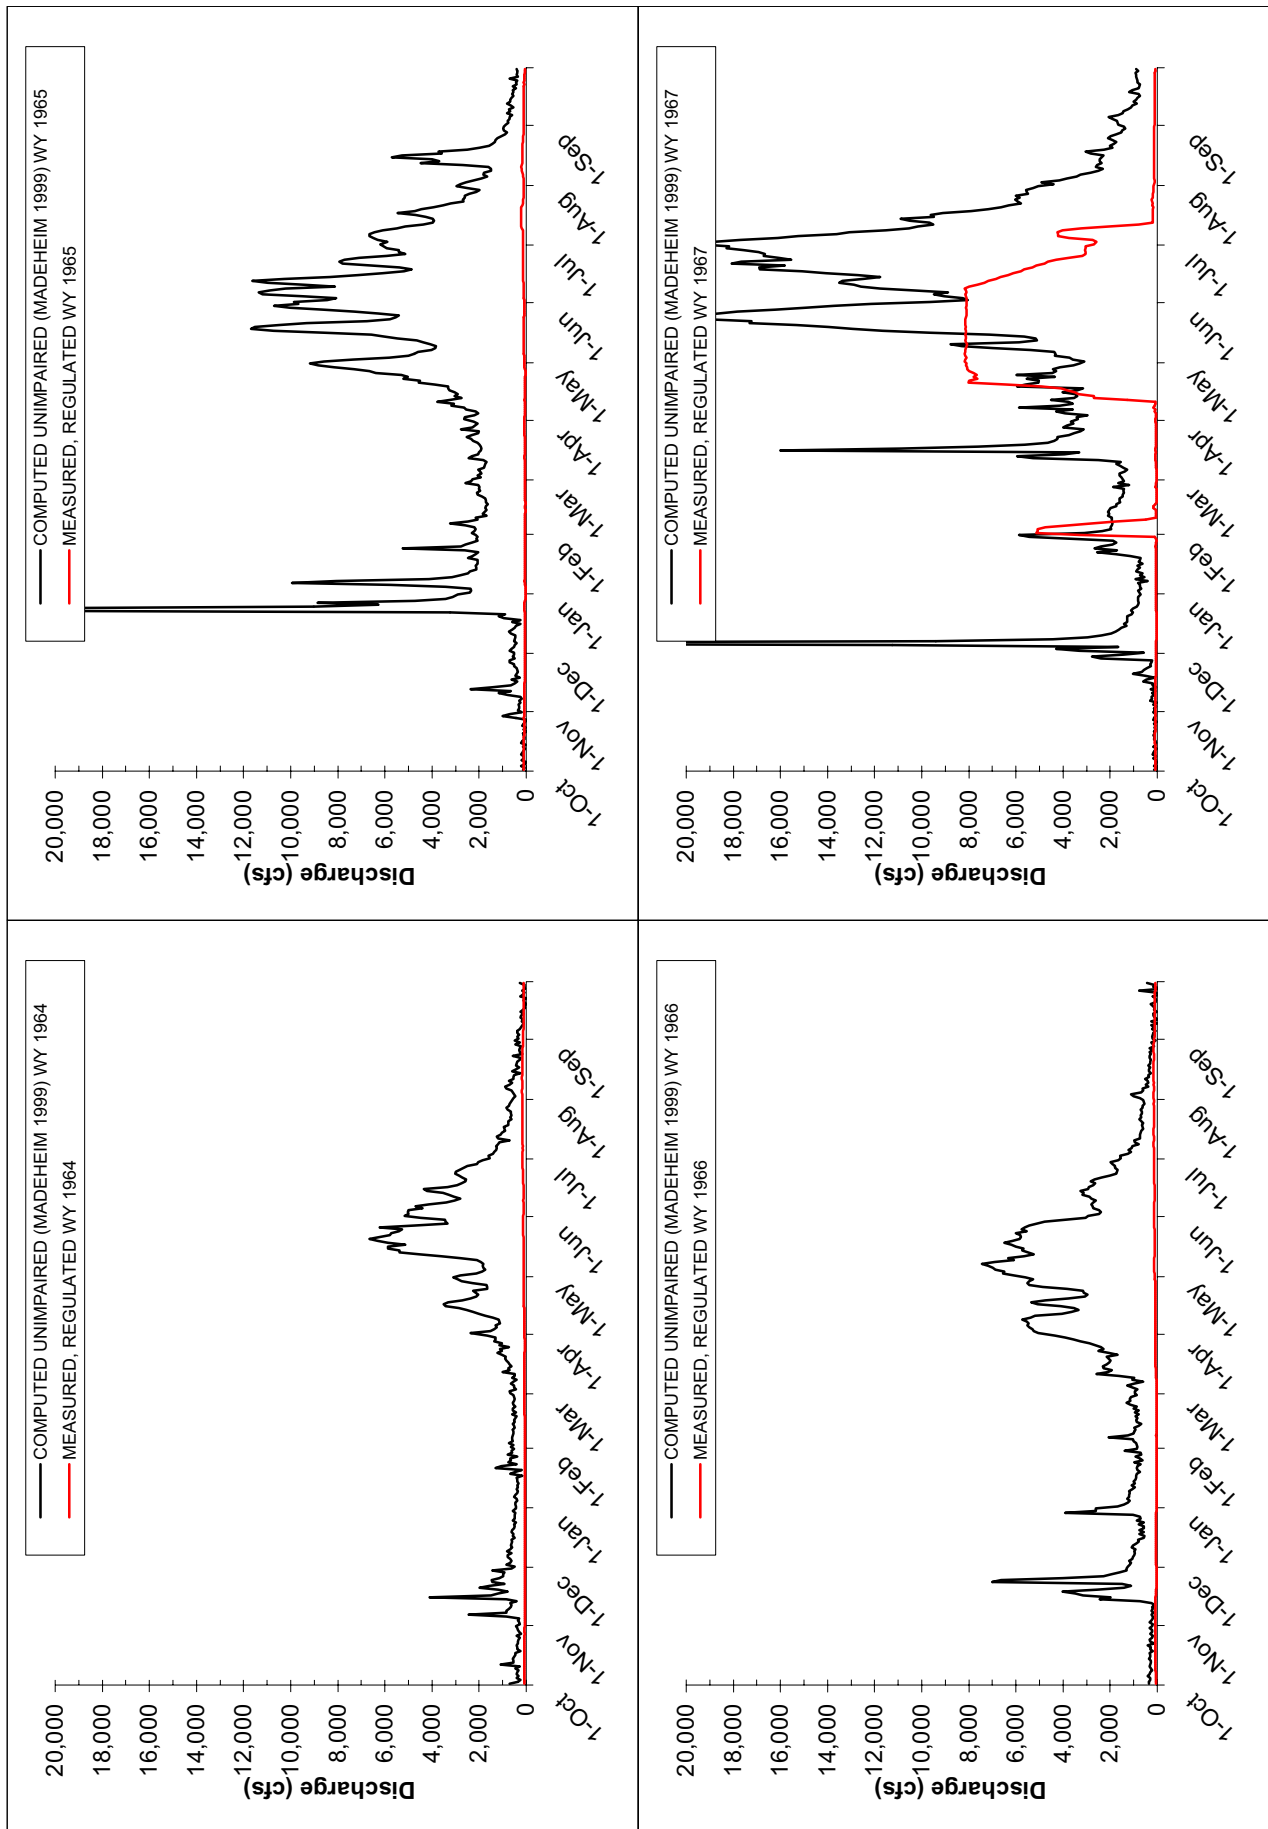 COMPUTED UNIMPAIRED (MADEHEIM 1999) WY 1964
MEASURED, REGULATED WY 1964
Discharge (cfs)
20,000
18,000
16,000
14,000
12,000
10,000
8,000
6,000
4,000
2,000
0
1-Oct
1-Nov
1-Dec
1-Jan
1-Feb
1-Mar
1-Apr
1-May
1-Jun
1-Jul
1-Aug
1-Sep
COMPUTED UNIMPAIRED (MADEHEIM 1999) WY 1965
MEASURED, REGULATED WY 1965
Discharge (cfs)
20,000
18,000
16,000
14,000
12,000
10,000
8,000
6,000
4,000
2,000
0
1-Oct
1-Nov
1-Dec
1-Jan
1-Feb
1-Mar
1-Apr
1-May
1-Jun
1-Jul
1-Aug
1-Sep
COMPUTED UNIMPAIRED (MADEHEIM 1999) WY 1966
MEASURED, REGULATED WY 1966
Discharge (cfs)
20,000
18,000
16,000
14,000
12,000
10,000
8,000
6,000
4,000
2,000
0
1-Oct
1-Nov
1-Dec
1-Jan
1-Feb
1-Mar
1-Apr
1-May
1-Jun
1-Jul
1-Aug
1-Sep
COMPUTED UNIMPAIRED (MADEHEIM 1999) WY 1967
MEASURED, REGULATED WY 1967
Discharge (cfs)
20,000
18,000
16,000
14,000
12,000
10,000
8,000
6,000
4,000
2,000
0
1-Oct
1-Nov
1-Dec
1-Jan
1-Feb
1-Mar
1-Apr
1-May
1-Jun
1-Jul
1-Aug
1-Sep